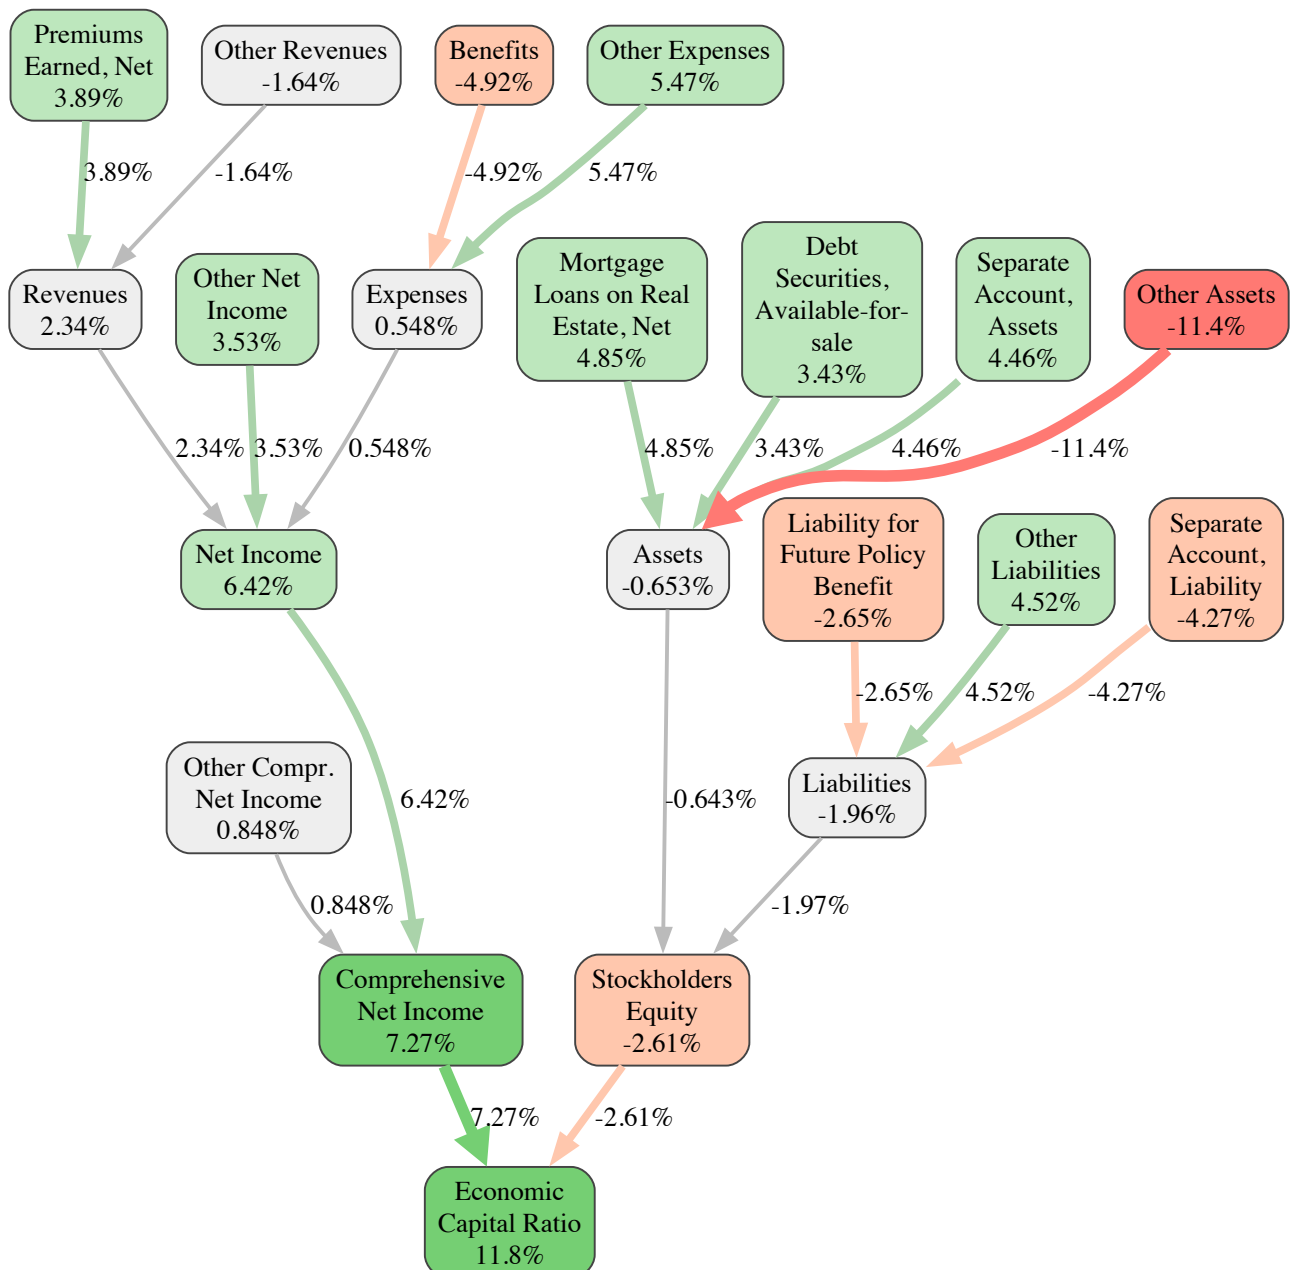 Premiums
Earned, Net
3.89%
Other Revenues
-1.64%
Benefits
-4.92%
Other Expenses
5.47%
3.89%
-1.64%
-4.92%
5.47%
Revenues
2.34%
Other Net
Income
3.53%
Expenses
0.548%
Mortgage
Loans on Real
Estate, Net
4.85%
Debt
Securities,
Available-for-
sale
3.43%
Separate
Account,
Assets
4.46%
Other Assets
-11.4%
2.34%
3.53%
0.548%
4.85%
3.43%
4.46%
-11.4%
Net Income
6.42%
Assets
-0.653%
Liability for
Future Policy
Benefit
-2.65%
Other
Liabilities
4.52%
Separate
Account,
Liability
-4.27%
-2.65%
4.52%
-4.27%
Other Compr.
Net Income
0.848%
6.42%
-0.643%
Liabilities
-1.96%
0.848%
-1.97%
Comprehensive
Net Income
7.27%
Stockholders
Equity
-2.61%
7.27%
-2.61%
Economic
Capital Ratio
11.8%